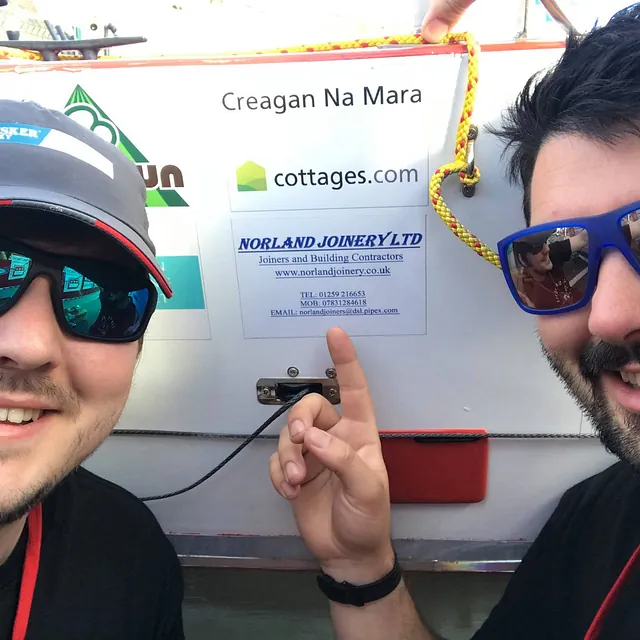 Creagan Na Mara
cottages.com
NORLAND JOINERY LTD
Joiners and Building Contractors
www.norlandjoinery.co.uk
TEL: 01259 216653
MOB: 07831284618
EMAIL: norlandjoiners@dsl.pipex.com